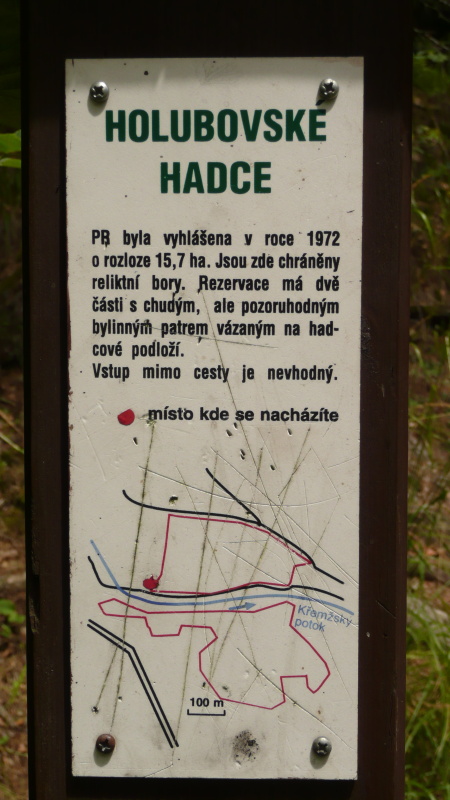 HOLUBOVSKÉ
HADCE
PR byla vyhlášena v roce 1972
o rozloze 15,7 ha. Jsou zde chráněny
reliktní bory. Rezervace má dvě
části s chudým, ale pozoruhodným
bylinným patrem vázaným na had-
cové podloží.
Vstup mimo cesty je nevhodný.
místo kde se nacházíte
Křemžský
potok
100 m